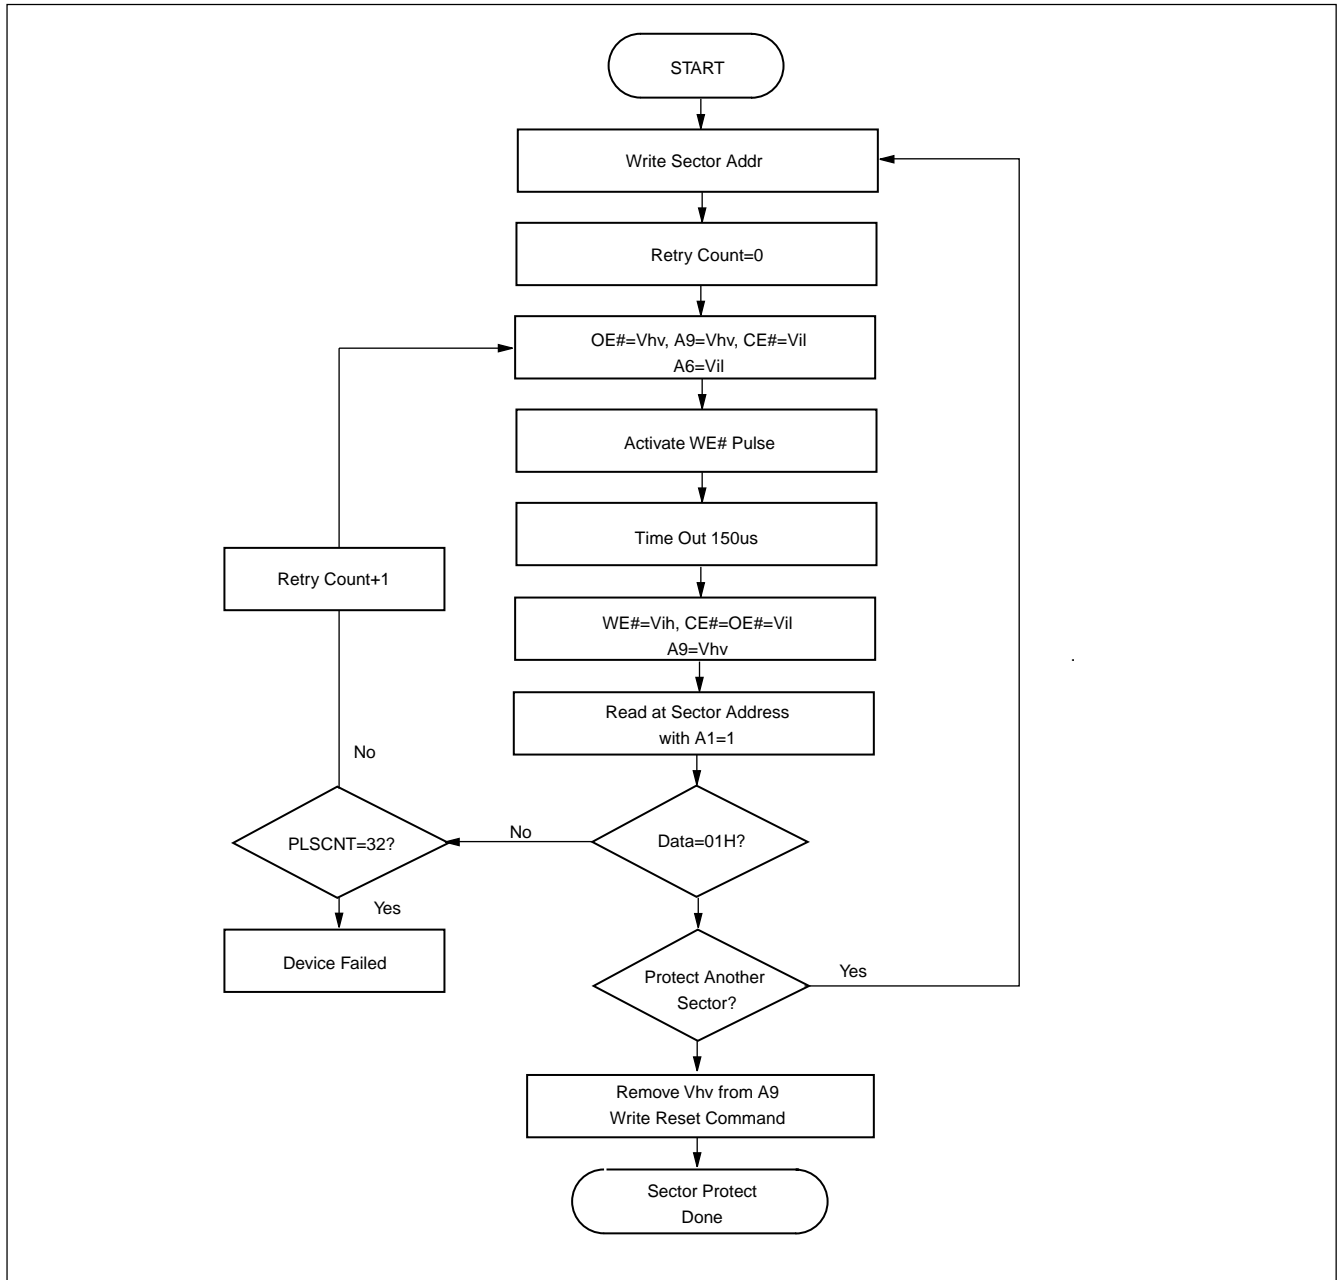 START
Write Sector Addr
Retry Count=0
OE#=Vhv, A9=Vhv, CE#=Vil
A6=Vil
Activate WE# Pulse
Time Out 150us
Retry Count+1
WE#=Vih, CE#=OE#=Vil
A9=Vhv
Read at Sector Address
with A1=1
No
PLSCNT=32?
No
Data=01H?
Yes
Device Failed
Protect Another
Sector?
Yes
Remove Vhv from A9
Write Reset Command
Sector Protect
Done